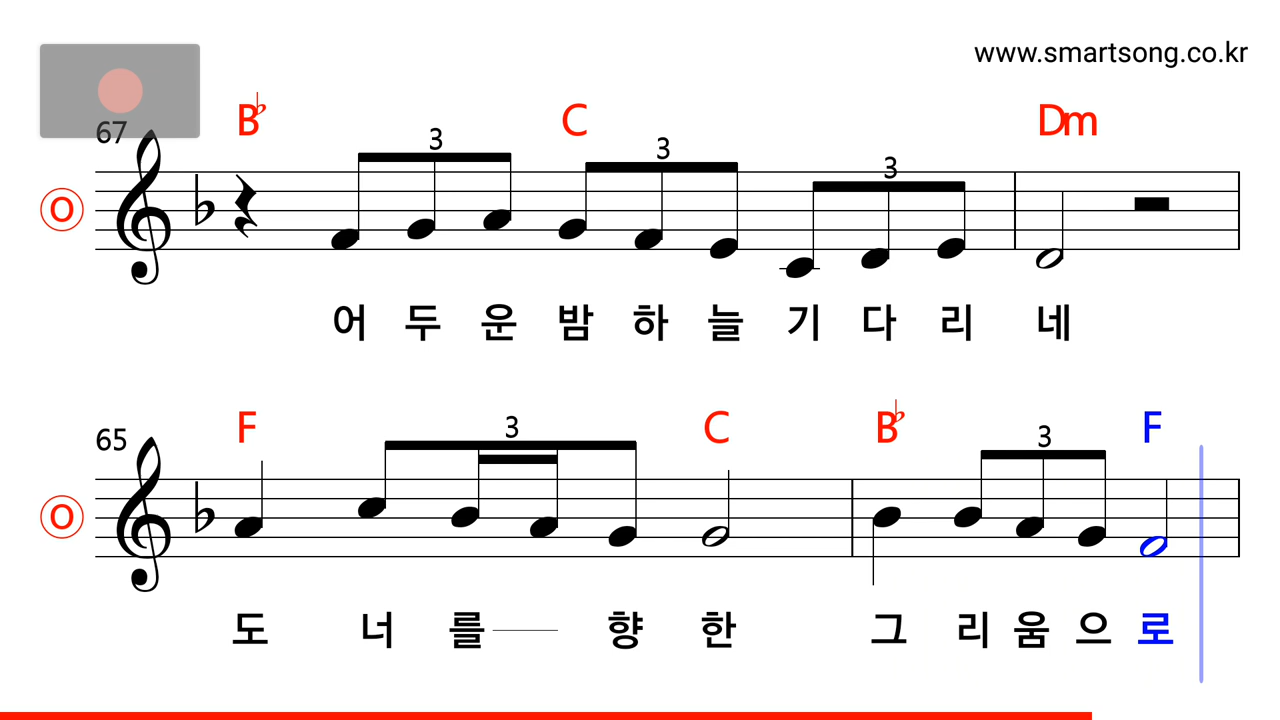 www.smartsong.co.kr
67 B♭ C Dm
3 3 3
O
어 두 운 밤 하 늘 기 다 리 네
65 F C B♭ F
3 3
O
도 너 를 향 한 그 리 움 으 로